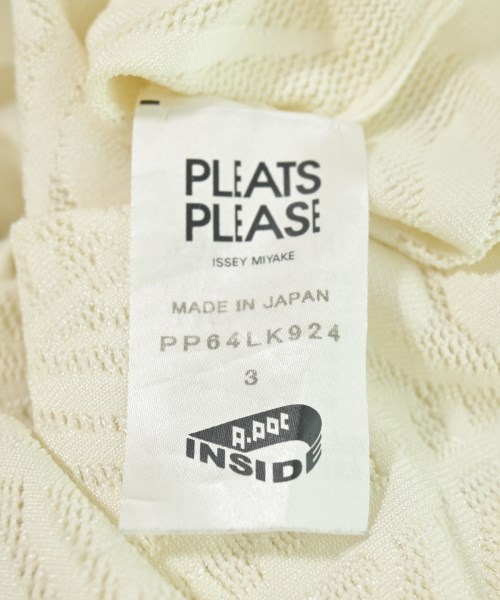 PLEATS
PLEASE
ISSEY MIYAKE
MADE IN JAPAN
PP64LK924
3
A.POC
INSIDE